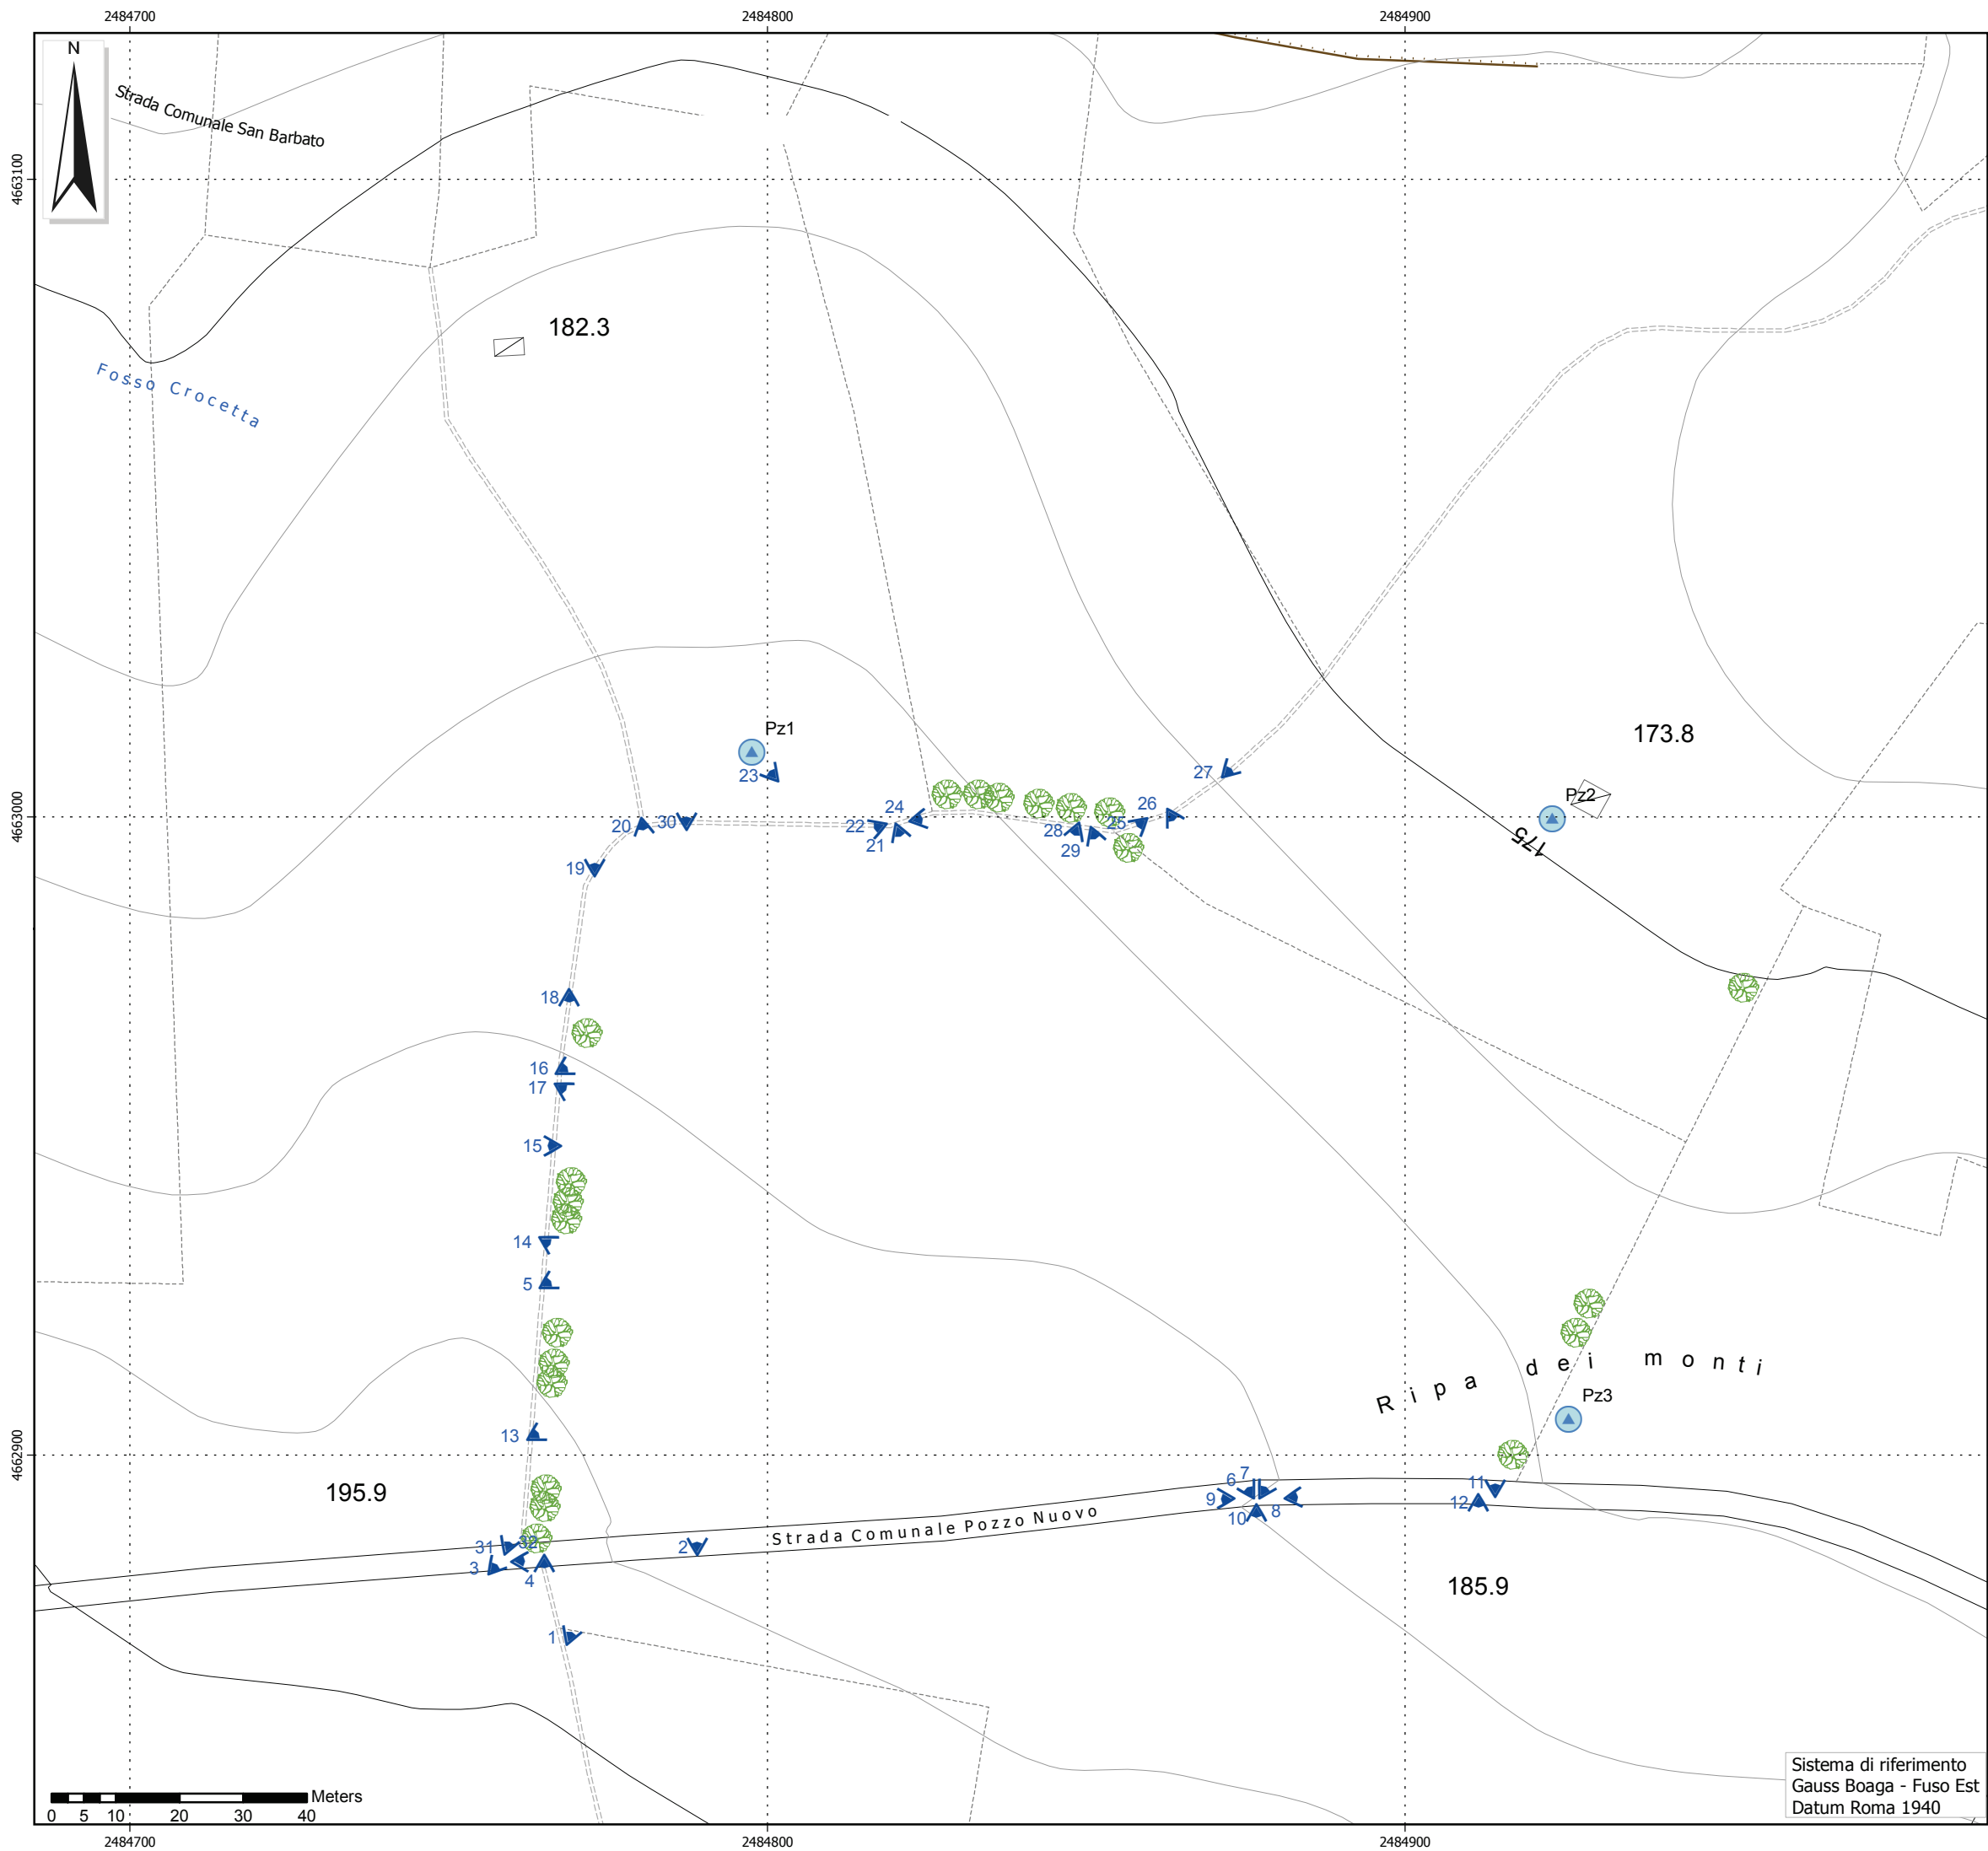 2484700 2484800 2484900
N
Strada Comunale San Barbato
4663100
182.3
Fosso Crocetta
Pz1
173.8
23
27
Pz2
24
26
4663000
20 30
22
28
25
175
21
29
19
18
16
17
15
14
5
Ripa dei monti
Pz3
13
4662900
195.9
6 7
11
9
12
8
10
Strada Comunale Pozzo Nuovo
31 32
2
3
4
185.9
1
Sistema di riferimento
Gauss Boaga - Fuso Est
Datum Roma 1940
Meters
0 5 10 20 30 40
2484700 2484800 2484900